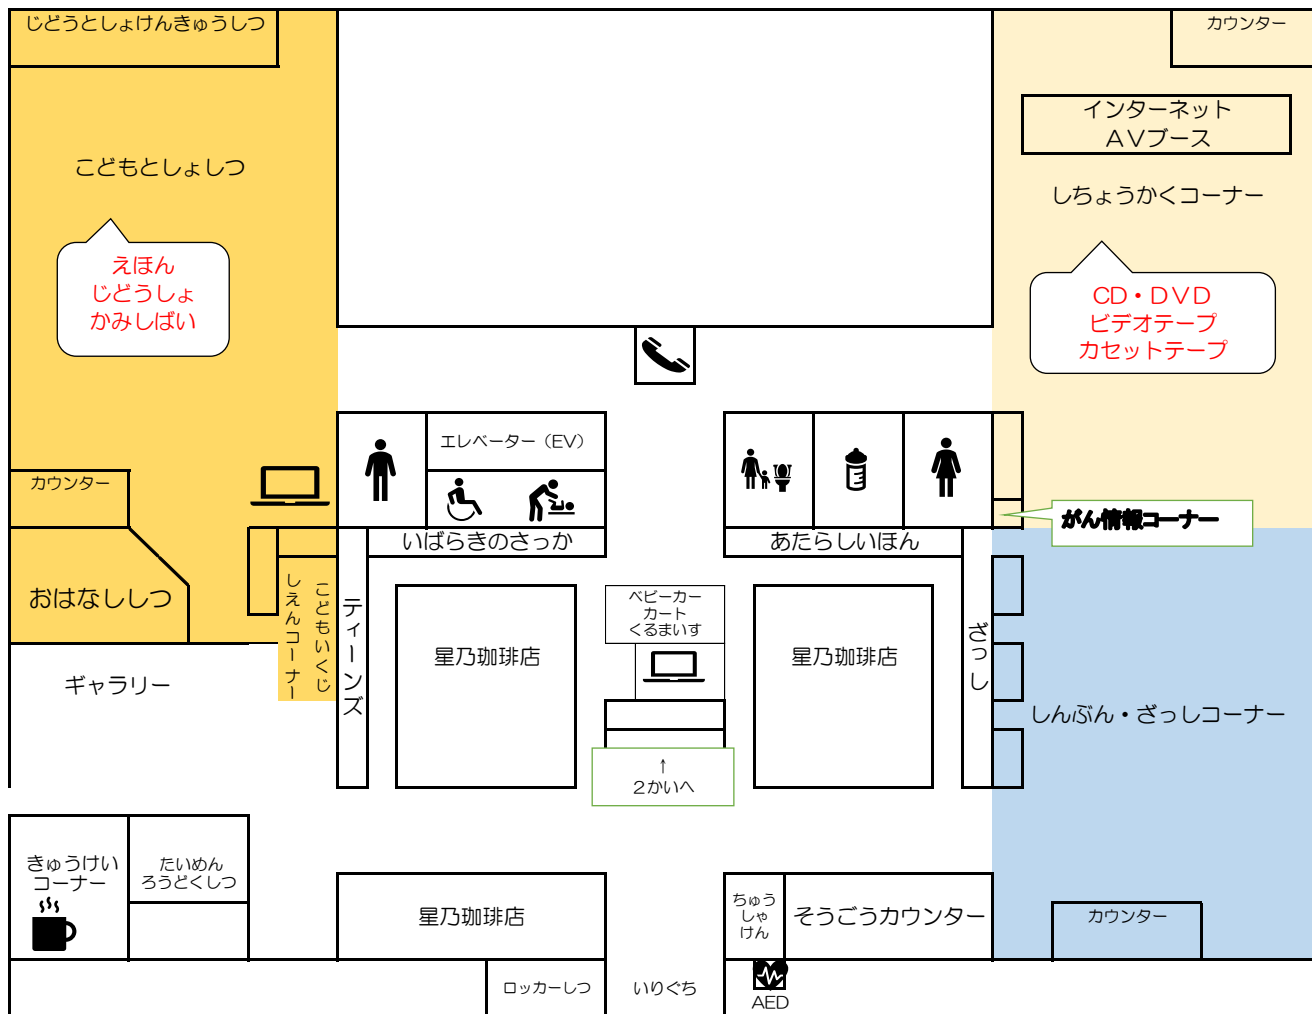 じどうとしょけんきゅうしつ
カウンター
インターネット
AVブース
こどもとしょしつ
しちょうかくコーナー
えほん
じどうしょ
かみしばい
CD・DVD
ビデオテープ
カセットテープ
エレベーター（EV）
カウンター
がん情報コーナー
いばらきのさっか
あたらしいほん
おはなししつ
こどもいくじ
しえんコーナー
ティーンズ
ベビーカー
カート
くるまいす
星乃珈琲店
星乃珈琲店
ざっし
ギャラリー
しんぶん・ざっしコーナー
↑
2かいへ
きゅうけい
コーナー
たいめん
ろうどくしつ
星乃珈琲店
ちゅう
しゃ
けん
そうごうカウンター
カウンター
ロッカーしつ
いりぐち
AED